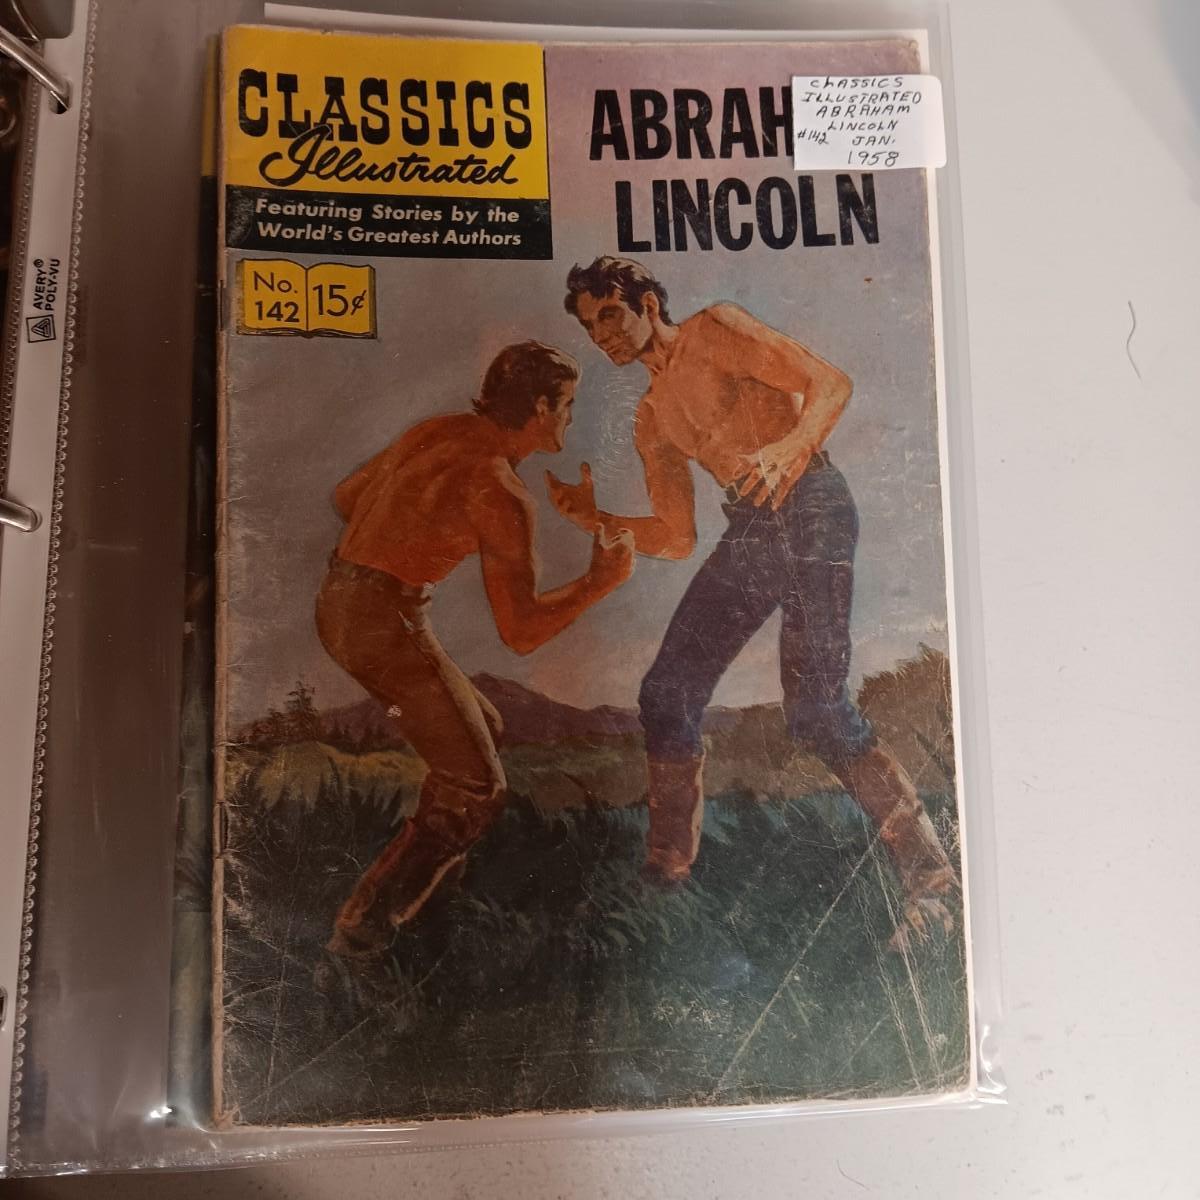 CLASSICS
Illustrated
Featuring Stories by the
World's Greatest Authors
No.
142
15¢
ABRAH
LINCOLN
CLASSICS
ILLUSTRATED
ABRAHAM
LINCOLN
#142 JAN.
1958
AVERY®
POLY-VU